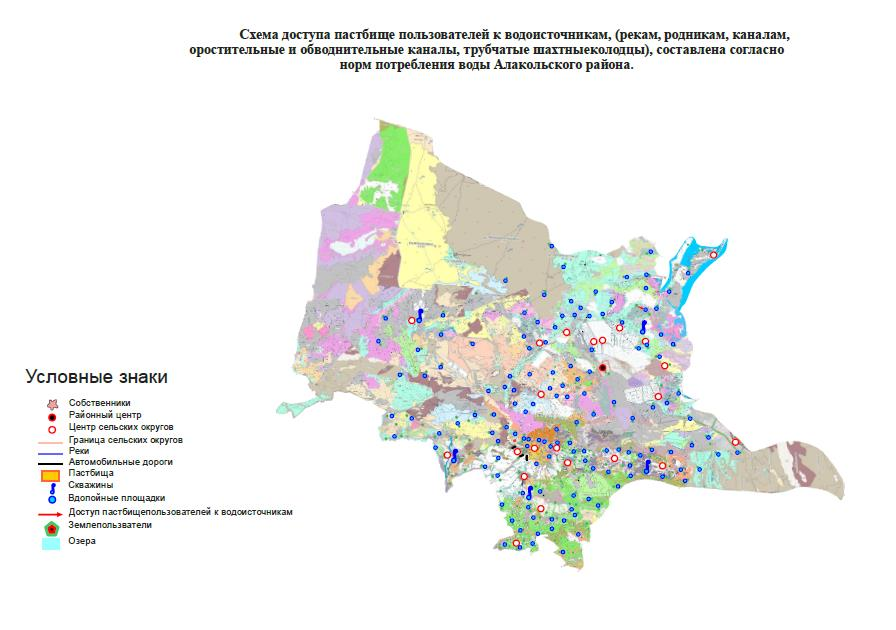 Схема доступа пастбище пользователей к водоисточникам, (рекам, родникам, каналам,
оростительные и обводнительные каналы, трубчатые шахтныеколодцы), составлена согласно
норм потребления воды Алакольского района.
Условные знаки
Собственники
Районный центр
Центр сельских округов
Граница сельских округов
Реки
Автомобильные дороги
Пастбища
Скважины
Вдопойные площадки
Доступ пастбищепользователей к водоисточникам
Землепользватели
Озера